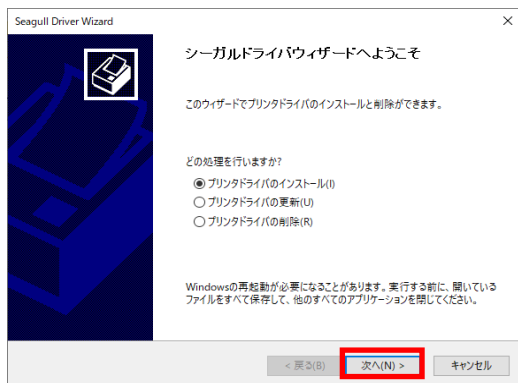 Seagull Driver Wizard
シーガルドライバウィザードへようこそ
このウィザードでプリンタドライバのインストールと削除ができます。
どの処理を行いますか?
プリンタドライバのインストール(I)
プリンタドライバの更新(U)
プリンタドライバの削除(R)
Windowsの再起動が必要になることがあります。実行する前に、開いている
ファイルをすべて保存して、他のすべてのアプリケーションを閉じてください。
< 戻る(B) 次へ(N) > キャンセル